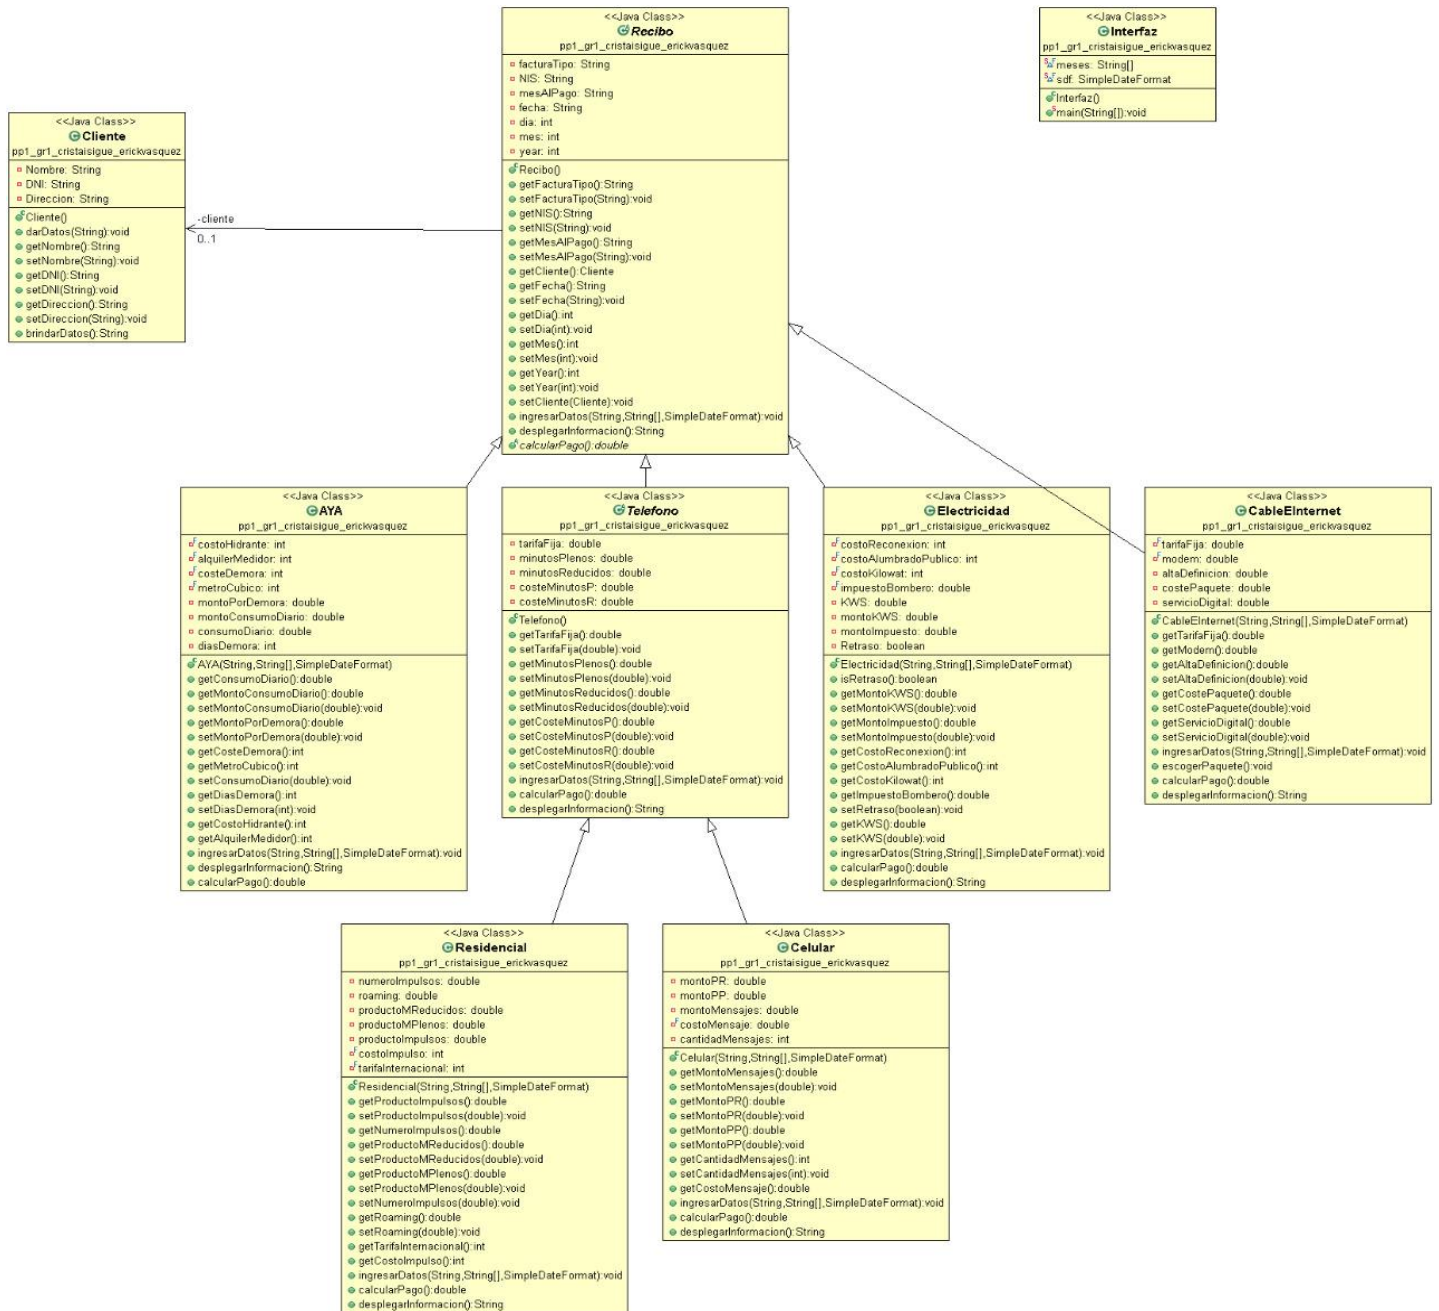 <<Java Class>>
Recibo
pp1_gr1_cristaisigue_erickvasquez
facturaTipo: String
NIS: String
mesAlPago: String
fecha: String
dia: int
mes: int
year: int
Recibo()
getFacturaTipo():String
setFacturaTipo(String):void
getNIS():String
setNIS(String):void
getMesAlPago():String
setMesAlPago(String):void
getCliente():Cliente
getFecha():String
setFecha(String):void
getDia():int
setDia(int):void
getMes():int
setMes(int):void
getYear():int
setYear(int):void
setCliente(Cliente):void
ingresarDatos(String,String[],SimpleDateFormat):void
desplegarInformacion():String
calcularPago():double
<<Java Class>>
Interfaz
pp1_gr1_cristaisigue_erickvasquez
meses: String[]
sdf: SimpleDateFormat
Interfaz()
main(String[]):void
<<Java Class>>
Cliente
pp1_gr1_cristaisigue_erickvasquez
Nombre: String
DNI: String
Direccion: String
Cliente()
darDatos(String):void
getNombre():String
setNombre(String):void
getDNI():String
setDNI(String):void
getDireccion():String
setDireccion(String):void
brindarDatos():String
-cliente
0..1
<<Java Class>>
AYA
pp1_gr1_cristaisigue_erickvasquez
costoHidrante: int
alquilerMedidor: int
costeDemora: int
metroCubico: int
montoPorDemora: double
montoConsumoDiario: double
consumoDiario: double
diasDemora: int
AYA(String,String[],SimpleDateFormat)
getConsumoDiario():double
getMontoConsumoDiario():double
setMontoConsumoDiario(double):void
getMontoPorDemora():double
setMontoPorDemora(double):void
getCosteDemora():int
getMetroCubico():int
setConsumoDiario(double):void
getDiasDemora():int
setDiasDemora(int):void
getCostoHidrante():int
getAlquilerMedidor():int
ingresarDatos(String,String[],SimpleDateFormat):void
desplegarInformacion():String
calcularPago():double
<<Java Class>>
Telefono
pp1_gr1_cristaisigue_erickvasquez
tarifaFija: double
minutosPlenos: double
minutosReducidos: double
costeMinutosP: double
costeMinutosR: double
Telefono()
getTarifaFija():double
setTarifaFija(double):void
getMinutosPlenos():double
setMinutosPlenos(double):void
getMinutosReducidos():double
setMinutosReducidos(double):void
getCosteMinutosP():double
setCosteMinutosP(double):void
getCosteMinutosR():double
setCosteMinutosR(double):void
ingresarDatos(String,String[],SimpleDateFormat):void
calcularPago():double
desplegarInformacion():String
<<Java Class>>
Electricidad
pp1_gr1_cristaisigue_erickvasquez
costoReconexion: int
costoAlumbradoPublico: int
costoKilowat: int
impuestoBombero: double
KWS: double
montoKWS: double
montoImpuesto: double
Retraso: boolean
Electricidad(String,String[],SimpleDateFormat)
isRetraso():boolean
getMontoKWS():double
setMontoKWS(double):void
getMontoImpuesto():double
setMontoImpuesto(double):void
getCostoReconexion():int
getCostoAlumbradoPublico():int
getCostoKilowat():int
getImpuestoBombero():double
setRetraso(boolean):void
getKWS():double
setKWS(double):void
ingresarDatos(String,String[],SimpleDateFormat):void
calcularPago():double
desplegarInformacion():String
<<Java Class>>
CableEInternet
pp1_gr1_cristaisigue_erickvasquez
tarifaFija: double
modem: double
altaDefinicion: double
costePaquete: double
servicioDigital: double
CableEInternet(String,String[],SimpleDateFormat)
getTarifaFija():double
getModem():double
getAltaDefinicion():double
setAltaDefinicion(double):void
getCostePaquete():double
setCostePaquete(double):void
getServicioDigital():double
setServicioDigital(double):void
ingresarDatos(String,String[],SimpleDateFormat):void
escogerPaquete():void
calcularPago():double
desplegarInformacion():String
<<Java Class>>
Residencial
pp1_gr1_cristaisigue_erickvasquez
numeroImpulsos: double
roaming: double
productoMReducidos: double
productoMPlenos: double
productoImpulsos: double
costoImpulso: int
tarifaInternacional: int
Residencial(String,String[],SimpleDateFormat)
getProductoImpulsos():double
setProductoImpulsos(double):void
getNumeroImpulsos():double
getProductoMReducidos():double
setProductoMReducidos(double):void
getProductoMPlenos():double
setProductoMPlenos(double):void
setNumeroImpulsos(double):void
getRoaming():double
setRoaming(double):void
getTarifaInternacional():int
getCostoImpulso():int
ingresarDatos(String,String[],SimpleDateFormat):void
calcularPago():double
desplegarInformacion():String
<<Java Class>>
Celular
pp1_gr1_cristaisigue_erickvasquez
montoPR: double
montoPP: double
montoMensajes: double
costoMensaje: double
cantidadMensajes: int
Celular(String,String[],SimpleDateFormat)
getMontoMensajes():double
setMontoMensajes(double):void
getMontoPR():double
setMontoPR(double):void
getMontoPP():double
setMontoPP(double):void
getCantidadMensajes():int
setCantidadMensajes(int):void
getCostoMensaje():double
ingresarDatos(String,String[],SimpleDateFormat):void
calcularPago():double
desplegarInformacion():String